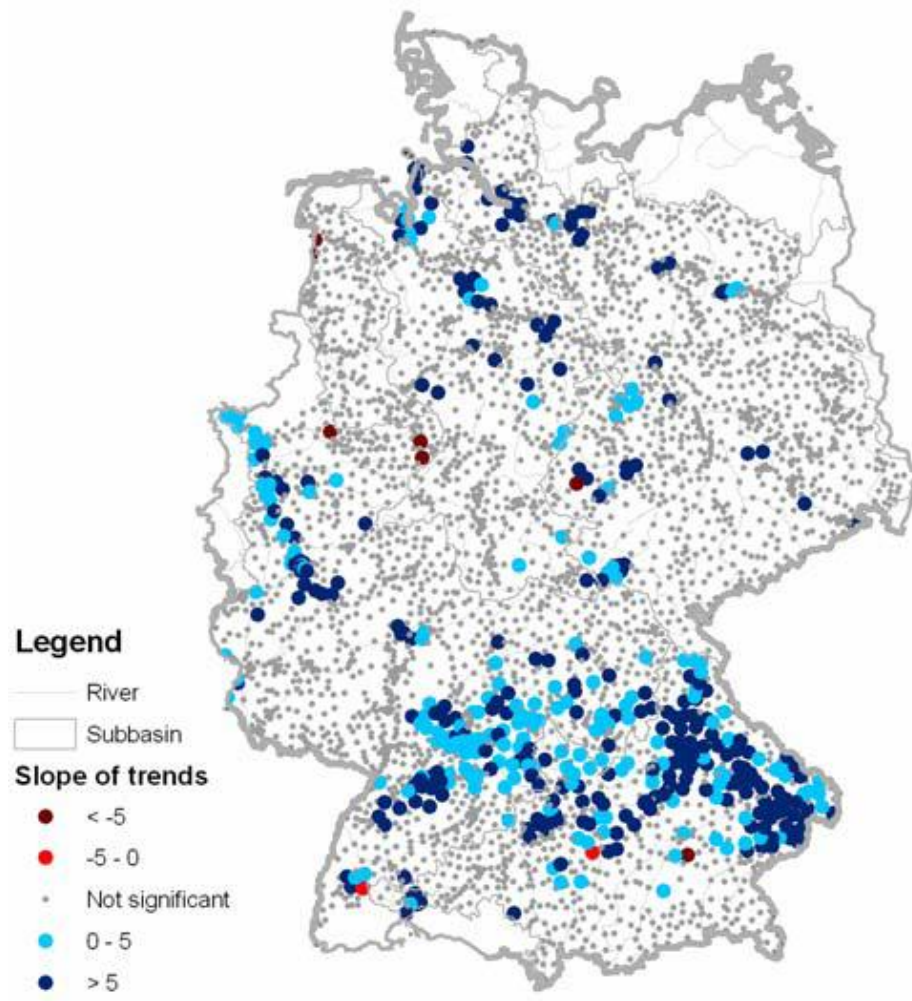 Legend
River
Subbasin
Slope of trends
< -5
-5 - 0
Not significant
0 - 5
> 5